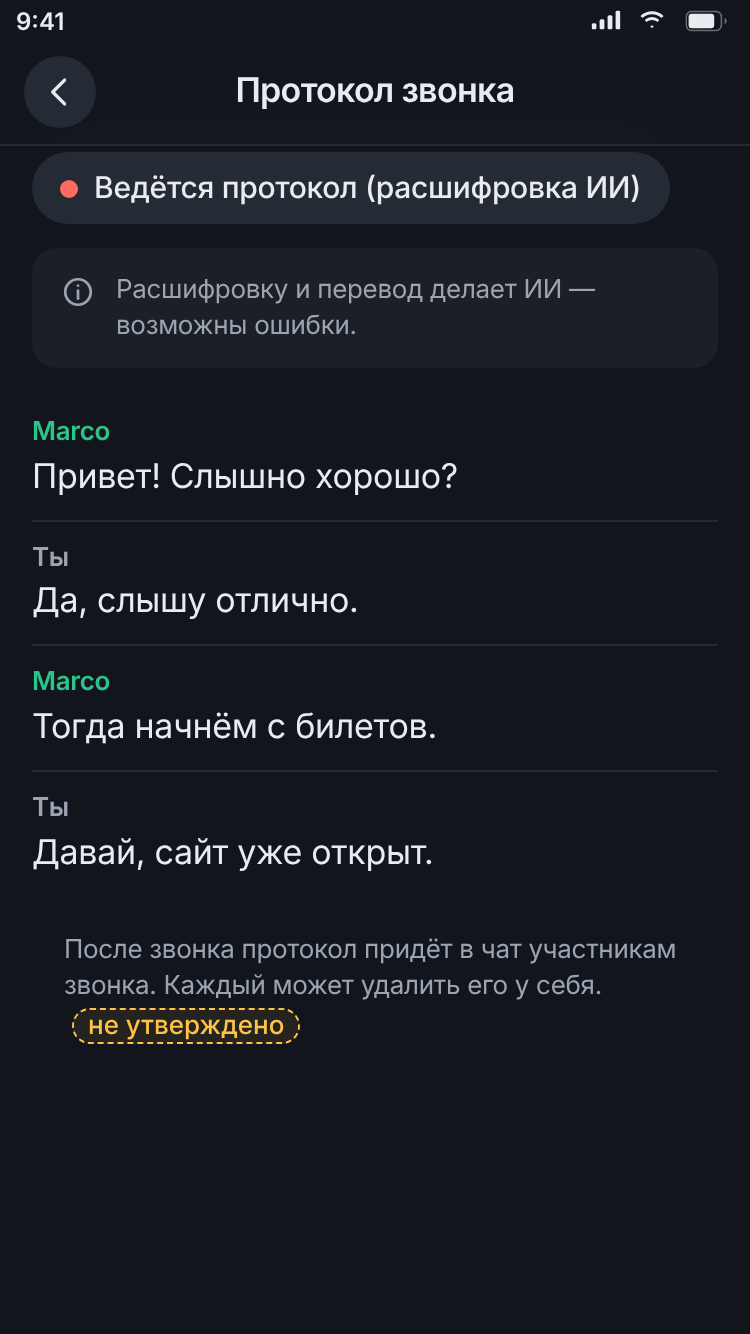 9:41
Протокол звонка
Ведётся протокол (расшифровка ИИ)
Расшифровку и перевод делает ИИ —
возможны ошибки.
Marco
Привет! Слышно хорошо?
Ты
Да, слышу отлично.
Marco
Тогда начнём с билетов.
Ты
Давай, сайт уже открыт.
После звонка протокол придёт в чат участникам
звонка. Каждый может удалить его у себя.
не утверждено